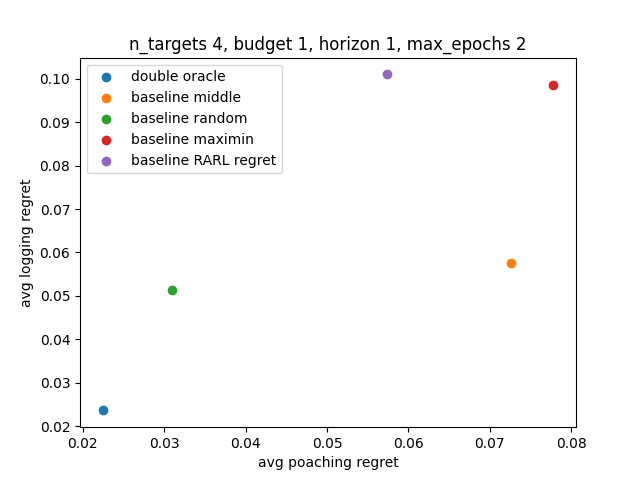 n_targets 4, budget 1, horizon 1, max_epochs 2
double oracle
baseline middle
baseline random
baseline maximin
baseline RARL regret
avg logging regret
0.10
0.09
0.08
0.07
0.06
0.05
0.04
0.03
0.02
0.02
0.03
0.04
0.05
0.06
0.07
0.08
avg poaching regret